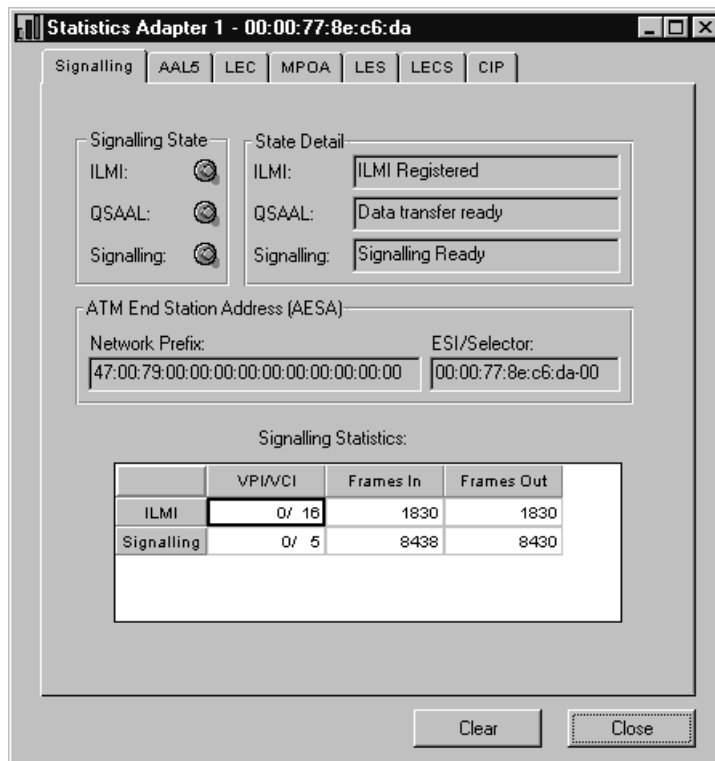 Statistics Adapter 1 - 00:00:77:8e:c6:da
Signalling AAL5 LEC MPOA LES LECS CIP
Signalling State State Detail
ILMI: ILMI: ILMI Registered
QSAAL: QSAAL: Data transfer ready
Signalling: Signalling: Signalling Ready
ATM End Station Address (AESA)
Network Prefix: ESI/Selector:
47:00:79:00:00:00:00:00:00:00:00:00:00 00:00:77:8e:c6:da-00
Signalling Statistics:
VPI/VCI Frames In Frames Out
ILMI 0/ 16 1830 1830
Signalling 0/ 5 8438 8430
Clear Close